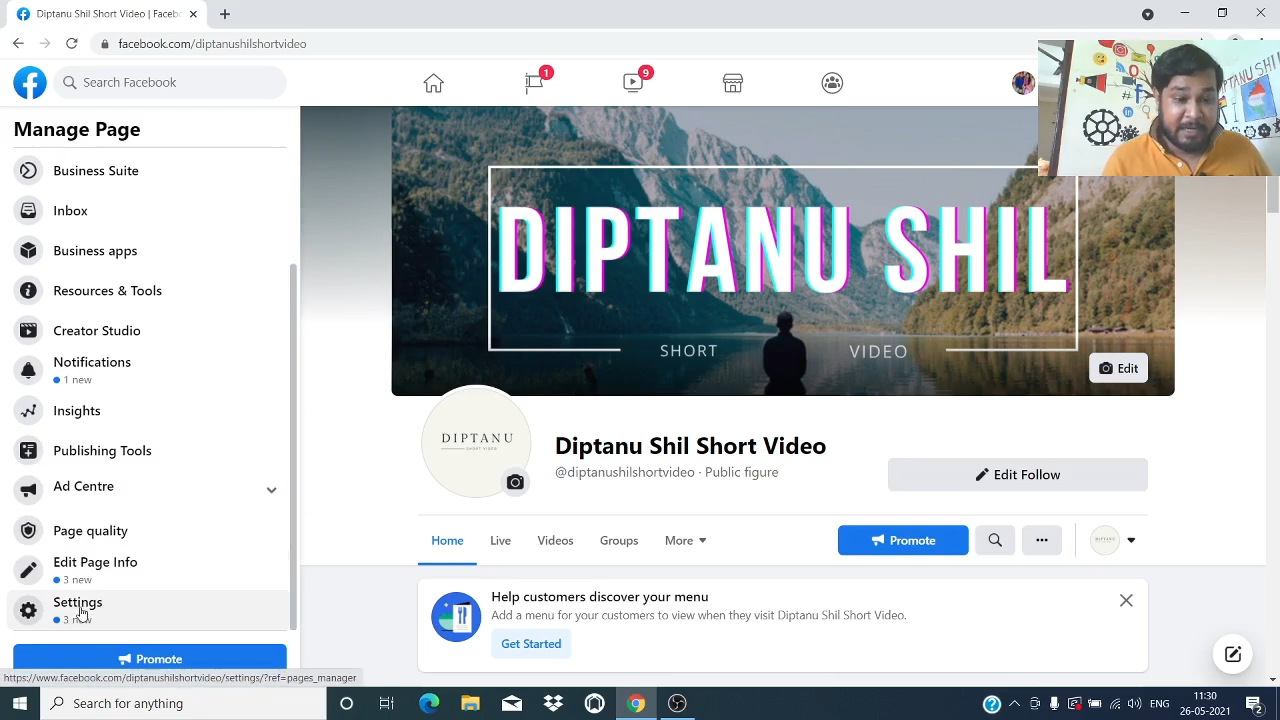 Diptanu Shil Short Video | Faceb
facebook.com/diptanushilshortvideo
Search Facebook
1
9
Manage Page
Business Suite
Inbox
Business apps
Resources & Tools
Creator Studio
Notifications
1 new
Insights
Publishing Tools
Ad Centre
Page quality
Edit Page Info
3 new
Settings
3 new
Promote
DIPTANU SHIL
SHORT VIDEO
Edit
DIPTANU
SHORT VIDEO
Diptanu Shil Short Video
@diptanushilshortvideo · Public figure
Edit Follow
Home Live Videos Groups More
Promote
Help customers discover your menu
Add a menu for your customers to view when they visit Diptanu Shil Short Video.
Get Started
https://www.facebook.com/diptanushilshortvideo/settings/?ref=pages_manager
Search for anything
ENG
11:30
26-05-2021
2